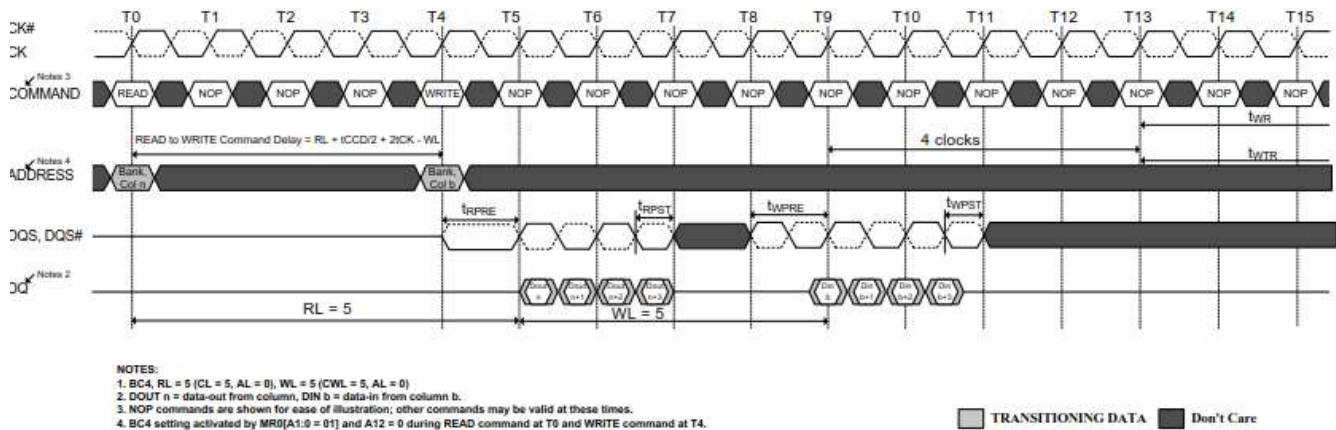 T0 T1 T2 T3 T4 T5 T6 T7 T8 T9 T10 T11 T12 T13 T14 T15
CK#
CK
Notes 3
COMMAND READ NOP NOP NOP WRITE NOP NOP NOP NOP NOP NOP NOP NOP NOP NOP NOP
tWR
READ to WRITE Command Delay = RL + tCCD/2 + 2tCK - WL
4 clocks
Notes 4
tWTR
ADDRESS Bank, Col n Bank, Col b
tRPRE tRPST tWPRE tWPST
DQS, DQS#
Notes 2
DQ Dout n Dout n+1 Dout n+2 Dout n+3 Din b Din b+1 Din b+2 Din b+3
RL = 5 WL = 5
NOTES:
1. BC4, RL = 5 (CL = 5, AL = 0), WL = 5 (CWL = 5, AL = 0)
2. DOUT n = data-out from column, DIN b = data-in from column b.
3. NOP commands are shown for ease of illustration; other commands may be valid at these times.
4. BC4 setting activated by MR0[A1:0 = 01] and A12 = 0 during READ command at T0 and WRITE command at T4.
TRANSITIONING DATA Don't Care